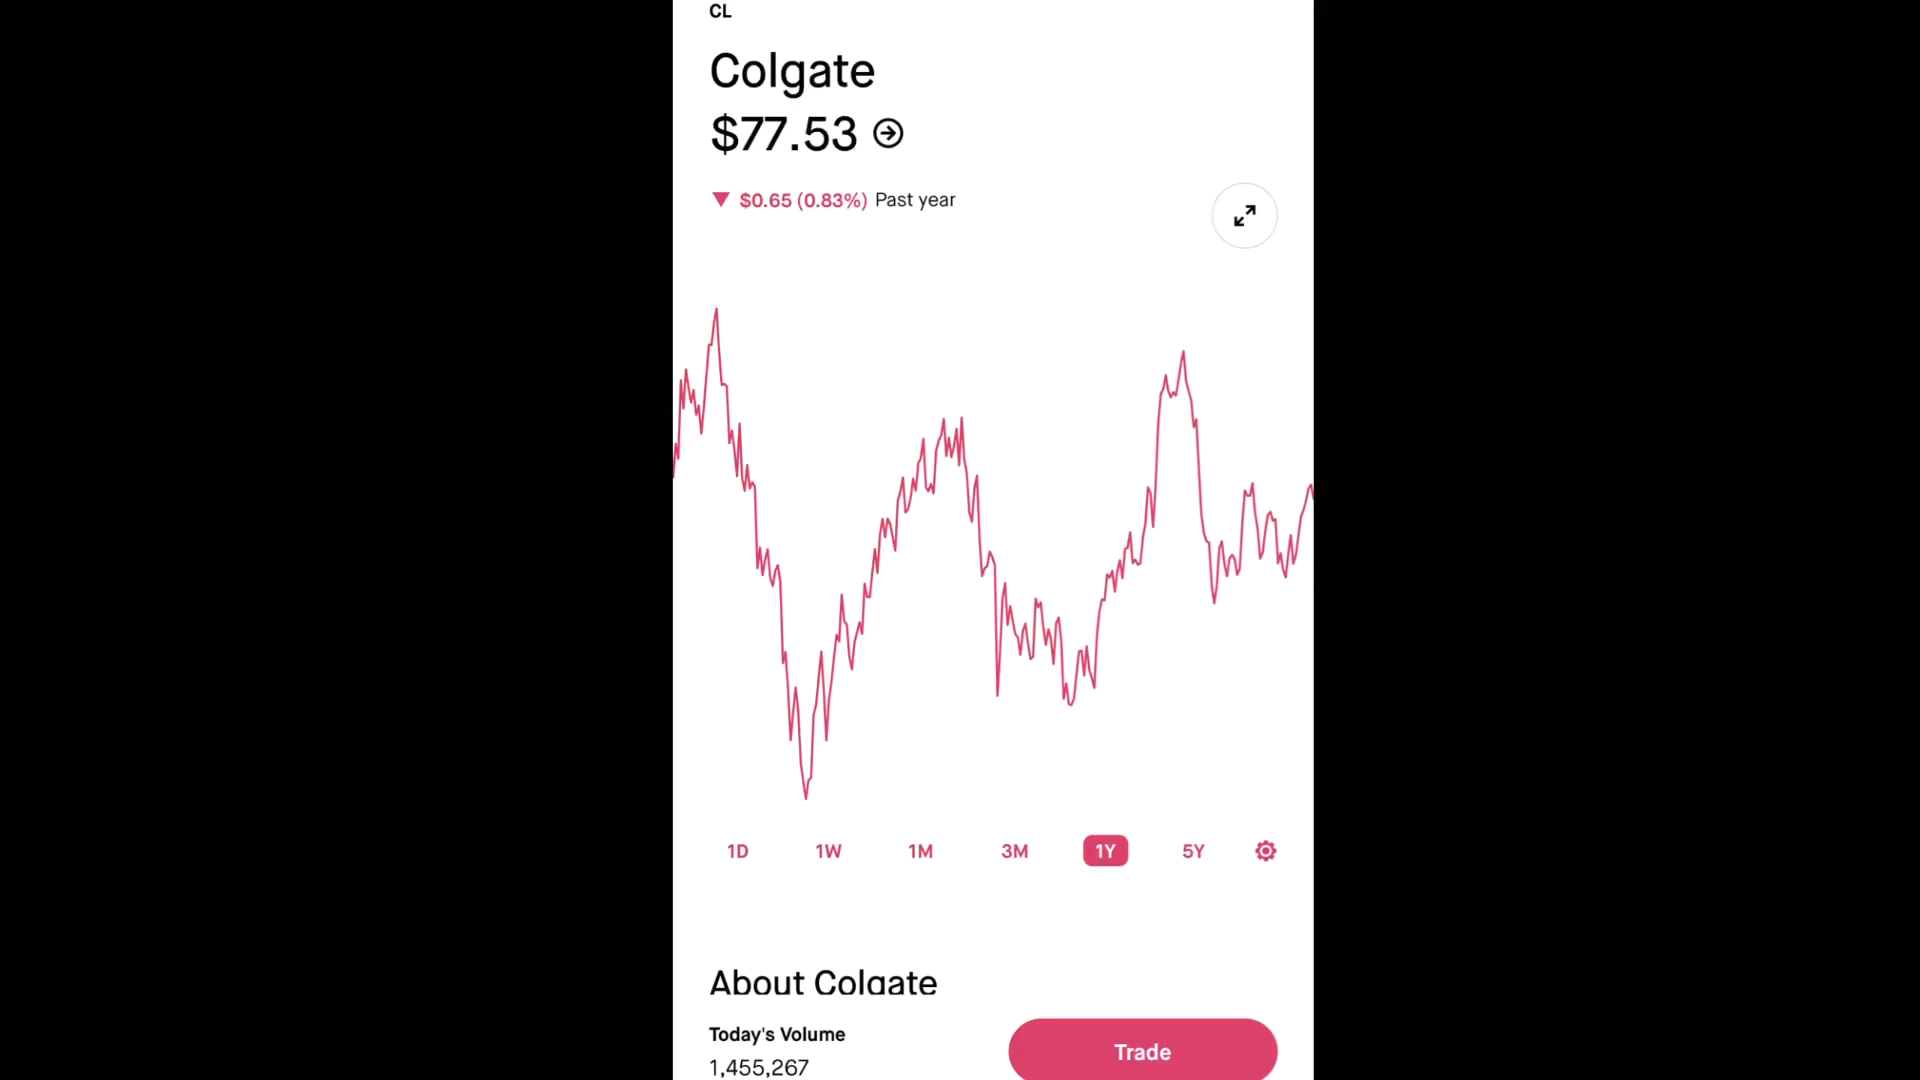 CL
Colgate
$77.53
$0.65 (0.83%) Past year
1D 1W 1M 3M 1Y 5Y
About Colgate
Today's Volume
1,455,267
Trade